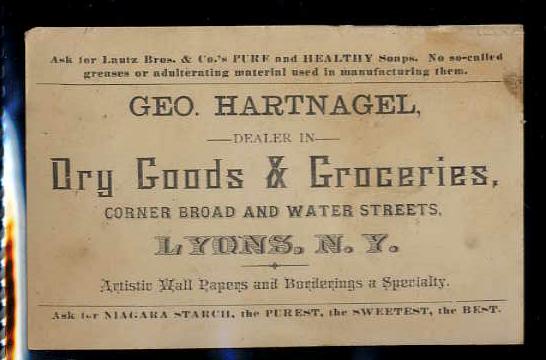 Ask for Lautz Bros. & Co.'s PURE and HEALTHY Soaps. No so-called
greases or adulterating material used in manufacturing them.
GEO. HARTNAGEL,
—DEALER IN—
Dry Goods & Groceries,
CORNER BROAD AND WATER STREETS,
LYONS, N. Y.
Artistic Wall Papers and Borderings a Specialty.
Ask for NIAGARA STARCH, the PUREST, the SWEETEST, the BEST.